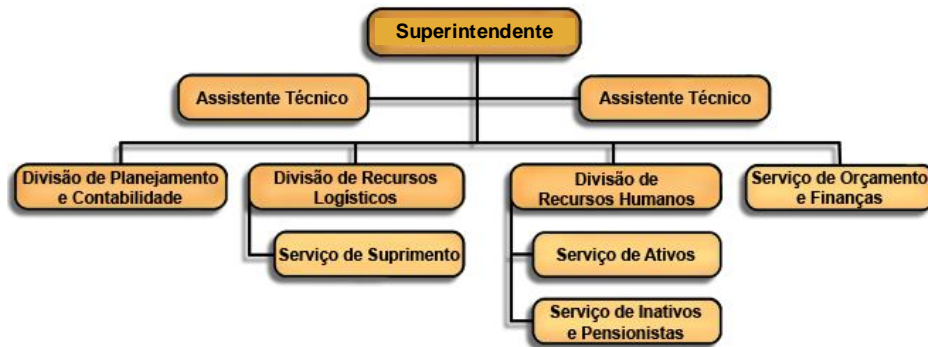 Superintendente
Assistente Técnico
Assistente Técnico
Divisão de Planejamento
e Contabilidade
Divisão de Recursos
Logísticos
Divisão de
Recursos Humanos
Serviço de Orçamento
e Finanças
Serviço de Suprimento
Serviço de Ativos
Serviço de Inativos
e Pensionistas